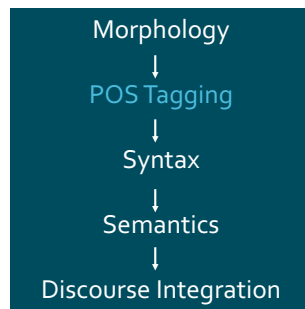 Morphology
POS Tagging
Syntax
Semantics
Discourse Integration